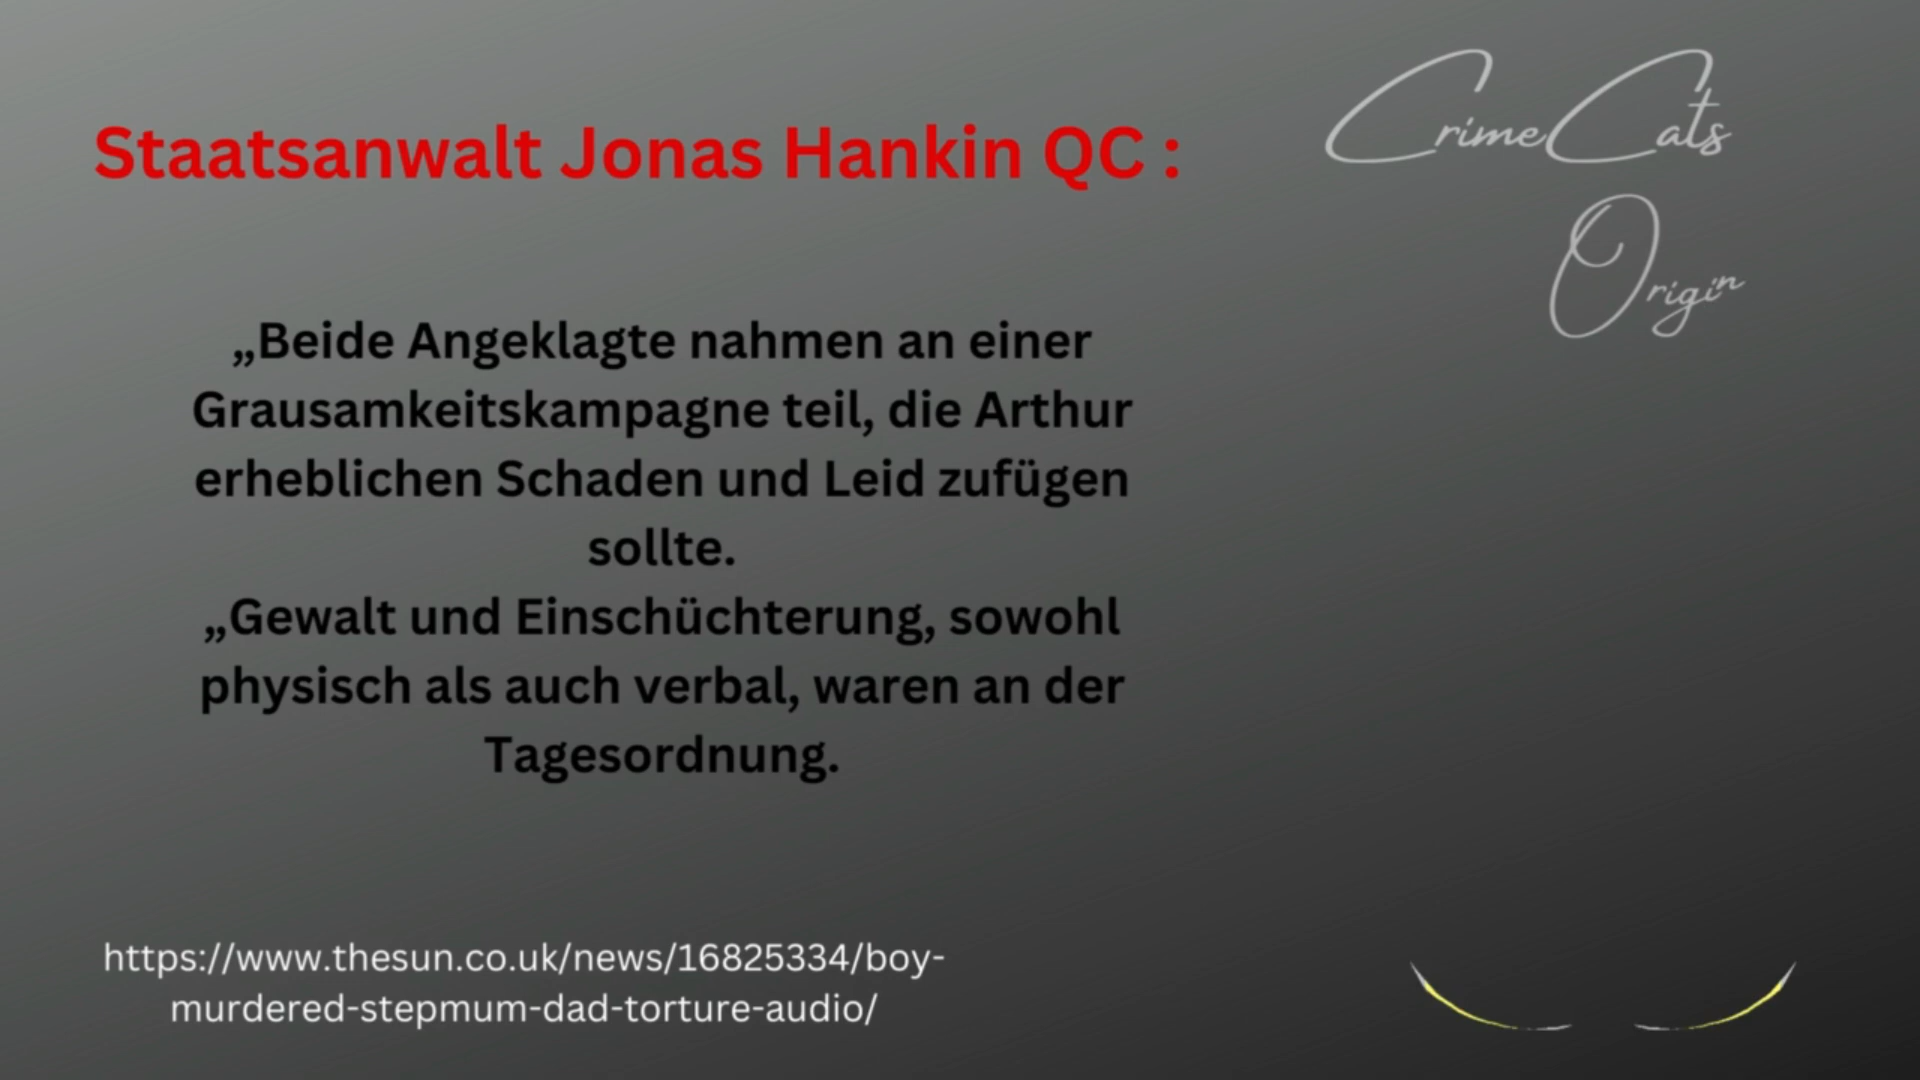 Staatsanwalt Jonas Hankin QC :
CrimeCats
Origin
„Beide Angeklagte nahmen an einer
Grausamkeitskampagne teil, die Arthur
erheblichen Schaden und Leid zufügen
sollte.
„Gewalt und Einschüchterung, sowohl
physisch als auch verbal, waren an der
Tagesordnung.
https://www.thesun.co.uk/news/16825334/boy-
murdered-stepmum-dad-torture-audio/